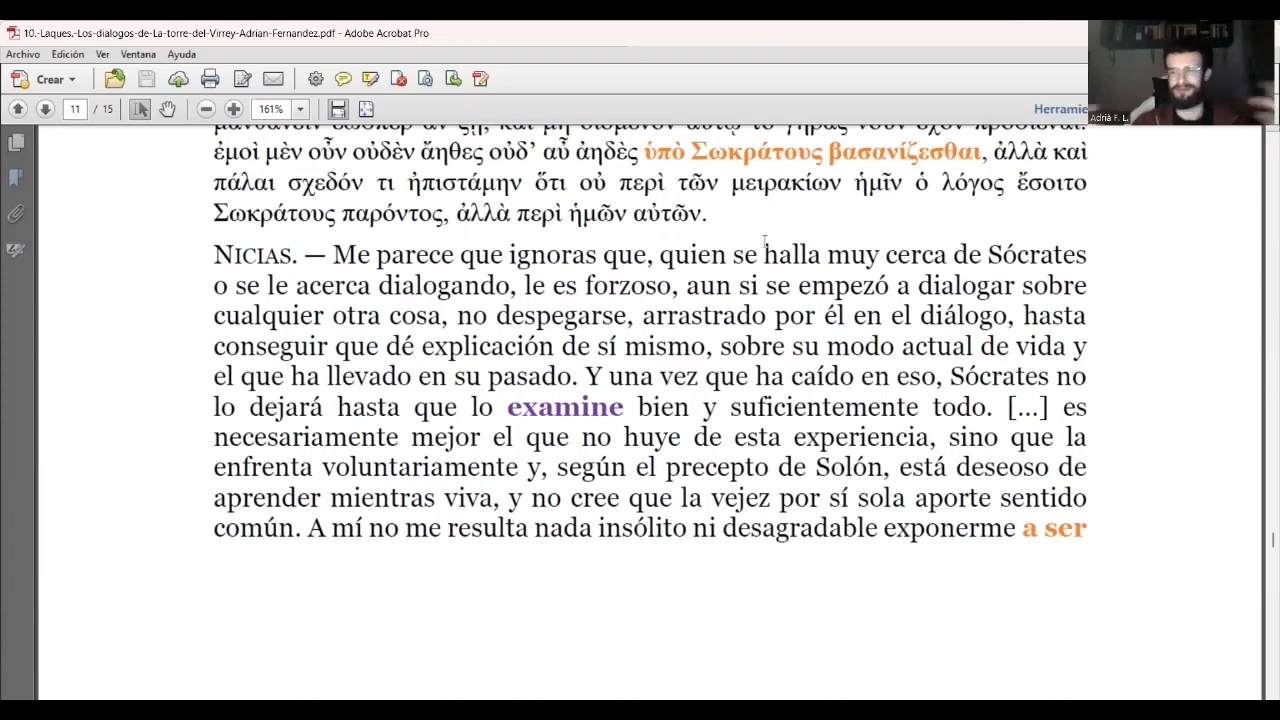 10.-Laques.-Los-dialogos-de-La-torre-del-Virrey-Adrian-Fernandez.pdf - Adobe Acrobat Pro
Archivo Edición Ver Ventana Ayuda
Crear
11 / 15 161% Herramie
Adrià F. L.
ἐμοὶ μὲν οὖν οὐδὲν ἄηθες οὐδ’ αὖ ἀηδὲς ὑπὸ Σωκράτους βασανίζεσθαι, ἀλλὰ καὶ
πάλαι σχεδόν τι ἠπιστάμην ὅτι οὐ περὶ τῶν μειρακίων ἡμῖν ὁ λόγος ἔσοιτο
Σωκράτους παρόντος, ἀλλὰ περὶ ἡμῶν αὐτῶν.
NICIAS. — Me parece que ignoras que, quien se halla muy cerca de Sócrates
o se le acerca dialogando, le es forzoso, aun si se empezó a dialogar sobre
cualquier otra cosa, no despegarse, arrastrado por él en el diálogo, hasta
conseguir que dé explicación de sí mismo, sobre su modo actual de vida y
el que ha llevado en su pasado. Y una vez que ha caído en eso, Sócrates no
lo dejará hasta que lo examine bien y suficientemente todo. [...] es
necesariamente mejor el que no huye de esta experiencia, sino que la
enfrenta voluntariamente y, según el precepto de Solón, está deseoso de
aprender mientras viva, y no cree que la vejez por sí sola aporte sentido
común. A mí no me resulta nada insólito ni desagradable exponerme a ser